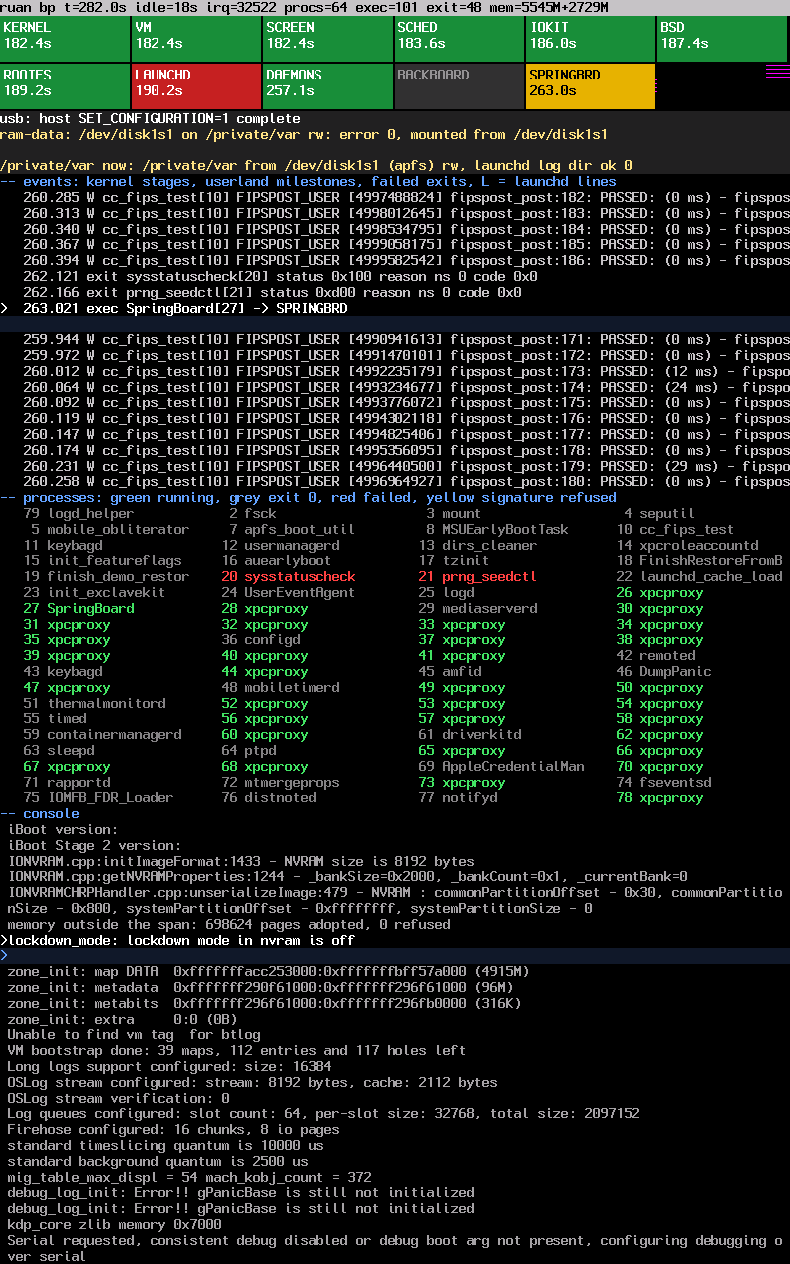 ruan bp t=282.0s idle=18s irq=32522 procs=64 exec=101 exit=48 mem=5545M+2729M
KERNEL VM SCREEN SCHED IOKIT BSD
182.4s 182.4s 182.4s 183.6s 186.0s 187.4s
ROOTFS LAUNCHD DAEMONS BACKBOARD SPRINGBRD
189.2s 190.2s 257.1s 263.0s
usb: host SET_CONFIGURATION=1 complete
ram-data: /dev/disk1s1 on /private/var rw: error 0, mounted from /dev/disk1s1
/private/var now: /private/var from /dev/disk1s1 (apfs) rw, launchd log dir ok 0
-- events: kernel stages, userland milestones, failed exits, L = launchd lines
260.285 W cc_fips_test[10] FIPSPOST_USER [4997488824] fipspost_post:182: PASSED: (0 ms) - fipspos
260.313 W cc_fips_test[10] FIPSPOST_USER [4998012645] fipspost_post:183: PASSED: (0 ms) - fipspos
260.340 W cc_fips_test[10] FIPSPOST_USER [4998534795] fipspost_post:184: PASSED: (0 ms) - fipspos
260.367 W cc_fips_test[10] FIPSPOST_USER [4999058175] fipspost_post:185: PASSED: (0 ms) - fipspos
260.394 W cc_fips_test[10] FIPSPOST_USER [4999582542] fipspost_post:186: PASSED: (0 ms) - fipspos
262.121 exit sysstatuscheck[20] status 0x100 reason ns 0 code 0x0
262.166 exit prng_seedctl[21] status 0xd00 reason ns 0 code 0x0
> 263.021 exec SpringBoard[27] -> SPRINGBRD
259.944 W cc_fips_test[10] FIPSPOST_USER [4990941613] fipspost_post:171: PASSED: (0 ms) - fipspos
259.972 W cc_fips_test[10] FIPSPOST_USER [4991470101] fipspost_post:172: PASSED: (0 ms) - fipspos
260.012 W cc_fips_test[10] FIPSPOST_USER [4992235179] fipspost_post:173: PASSED: (12 ms) - fipspo
260.064 W cc_fips_test[10] FIPSPOST_USER [4993234677] fipspost_post:174: PASSED: (24 ms) - fipspo
260.092 W cc_fips_test[10] FIPSPOST_USER [4993776072] fipspost_post:175: PASSED: (0 ms) - fipspos
260.119 W cc_fips_test[10] FIPSPOST_USER [4994302118] fipspost_post:176: PASSED: (0 ms) - fipspos
260.147 W cc_fips_test[10] FIPSPOST_USER [4994825406] fipspost_post:177: PASSED: (0 ms) - fipspos
260.174 W cc_fips_test[10] FIPSPOST_USER [4995356095] fipspost_post:178: PASSED: (0 ms) - fipspos
260.231 W cc_fips_test[10] FIPSPOST_USER [4996440500] fipspost_post:179: PASSED: (29 ms) - fipspo
260.258 W cc_fips_test[10] FIPSPOST_USER [4996964927] fipspost_post:180: PASSED: (0 ms) - fipspos
-- processes: green running, grey exit 0, red failed, yellow signature refused
79 logd_helper 2 fsck 3 mount 4 seputil
5 mobile_obliterator 7 apfs_boot_util 8 MSUEarlyBootTask 10 cc_fips_test
11 keybagd 12 usermanagerd 13 dirs_cleaner 14 xpcroleaccountd
15 init_featureflags 16 auearlyboot 17 tzinit 18 FinishRestoreFromB
19 finish_demo_restor 20 sysstatuscheck 21 prng_seedctl 22 launchd_cache_load
23 init_exclavekit 24 UserEventAgent 25 logd 26 xpcproxy
27 SpringBoard 28 xpcproxy 29 mediaserverd 30 xpcproxy
31 xpcproxy 32 xpcproxy 33 xpcproxy 34 xpcproxy
35 xpcproxy 36 configd 37 xpcproxy 38 xpcproxy
39 xpcproxy 40 xpcproxy 41 xpcproxy 42 remoted
43 keybagd 44 xpcproxy 45 amfid 46 DumpPanic
47 xpcproxy 48 mobiletimerd 49 xpcproxy 50 xpcproxy
51 thermalmonitord 52 xpcproxy 53 xpcproxy 54 xpcproxy
55 timed 56 xpcproxy 57 xpcproxy 58 xpcproxy
59 containermanagerd 60 xpcproxy 61 driverkitd 62 xpcproxy
63 sleepd 64 ptpd 65 xpcproxy 66 xpcproxy
67 xpcproxy 68 xpcproxy 69 AppleCredentialMan 70 xpcproxy
71 rapportd 72 mtmergeprops 73 xpcproxy 74 fseventsd
75 IOMFB_FDR_Loader 76 distnoted 77 notifyd 78 xpcproxy
-- console
iBoot version:
iBoot Stage 2 version:
IONVRAM.cpp:initImageFormat:1433 - NVRAM size is 8192 bytes
IONVRAM.cpp:getNVRAMProperties:1244 - _bankSize=0x2000, _bankCount=0x1, _currentBank=0
IONVRAMCHRPHandler.cpp:unserializeImage:479 - NVRAM : commonPartitionOffset - 0x30, commonPartitio
nSize - 0x800, systemPartitionOffset - 0xffffffff, systemPartitionSize - 0
memory outside the span: 698624 pages adopted, 0 refused
>lockdown_mode: lockdown mode in nvram is off
>
zone_init: map DATA 0xfffffffacc253000:0xfffffffbff57a000 (4915M)
zone_init: metadata 0xfffffff290f61000:0xfffffff296f61000 (96M)
zone_init: metabits 0xfffffff296f61000:0xfffffff296fb0000 (316K)
zone_init: extra 0:0 (0B)
Unable to find vm tag for btlog
VM bootstrap done: 39 maps, 112 entries and 117 holes left
Long logs support configured: size: 16384
OSLog stream configured: stream: 8192 bytes, cache: 2112 bytes
OSLog stream verification: 0
Log queues configured: slot count: 64, per-slot size: 32768, total size: 2097152
Firehose configured: 16 chunks, 8 io pages
standard timeslicing quantum is 10000 us
standard background quantum is 2500 us
mig_table_max_displ = 54 mach_kobj_count = 372
debug_log_init: Error!! gPanicBase is still not initialized
debug_log_init: Error!! gPanicBase is still not initialized
kdp_core zlib memory 0x7000
Serial requested, consistent debug disabled or debug boot arg not present, configuring debugging o
ver serial